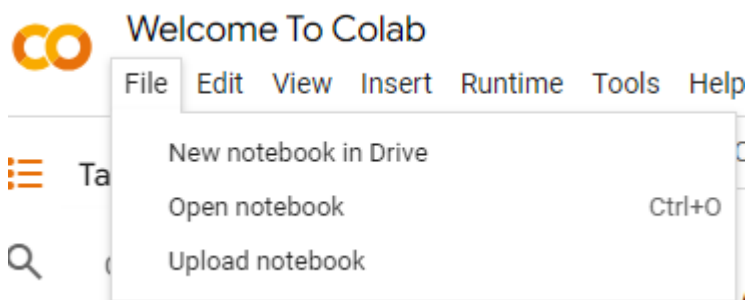 Welcome To Colab
File Edit View Insert Runtime Tools Help
New notebook in Drive
Ta
Open notebook Ctrl+O
Upload notebook